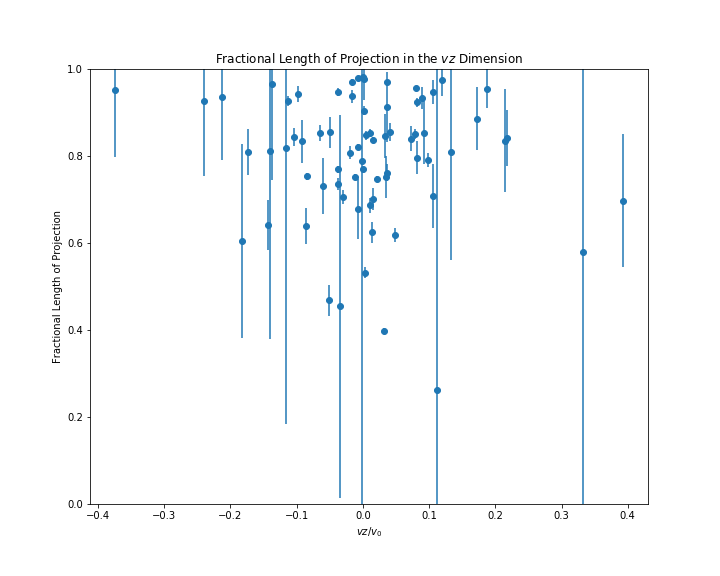 Fractional Length of Projection in the vz Dimension
1.0
0.8
0.6
0.4
0.2
0.0
Fractional Length of Projection
−0.4 −0.3 −0.2 −0.1 0.0 0.1 0.2 0.3 0.4
vz/v₀